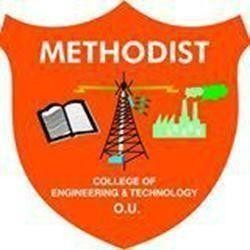 METHODIST
COLLEGE OF
ENGINEERING & TECHNOLOGY
O.U.